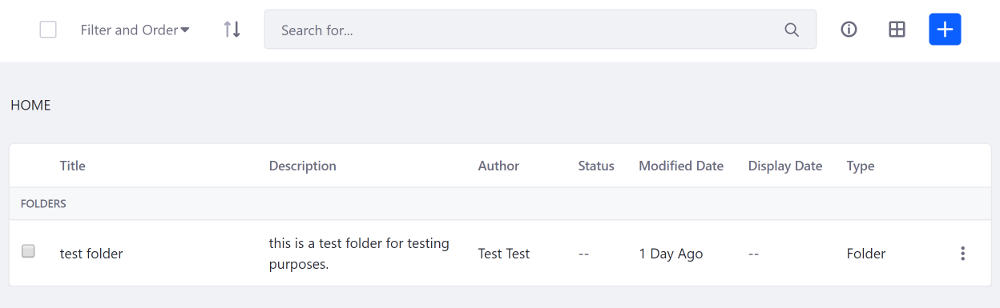 Filter and Order
Search for...
HOME
Title Description Author Status Modified Date Display Date Type
FOLDERS
test folder this is a test folder for testing purposes. Test Test -- 1 Day Ago -- Folder